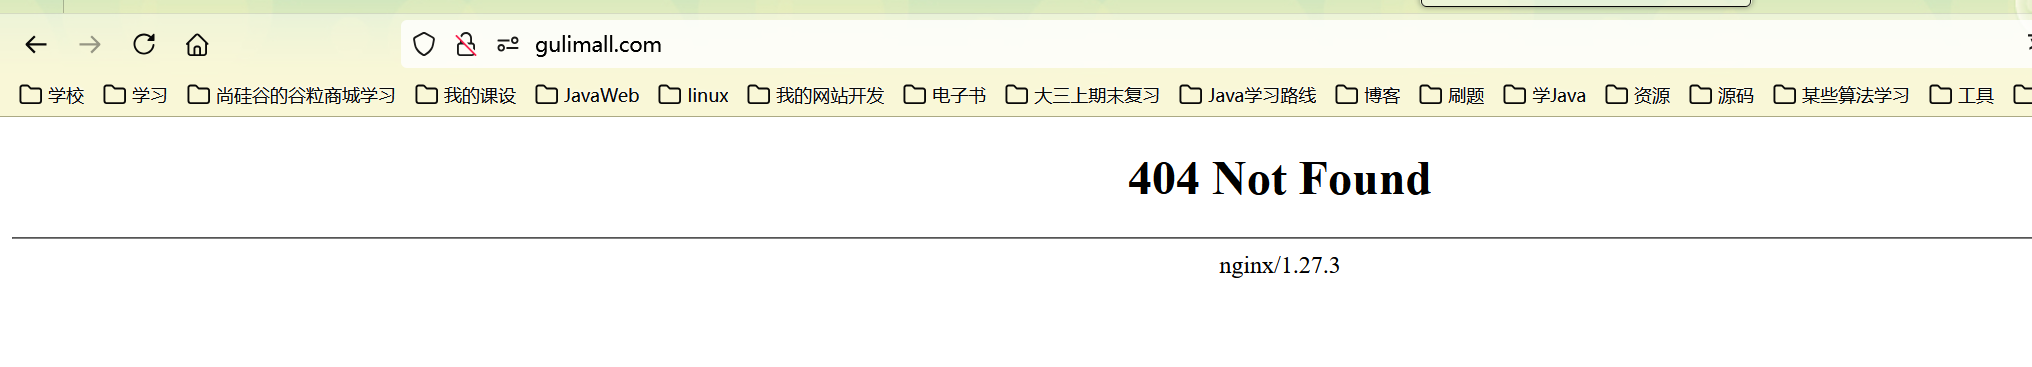 gulimall.com
学校 学习 尚硅谷的谷粒商城学习 我的课设 JavaWeb linux 我的网站开发 电子书 大三上期末复习 Java学习路线 博客 刷题 学Java 资源 源码 某些算法学习 工具
404 Not Found
nginx/1.27.3